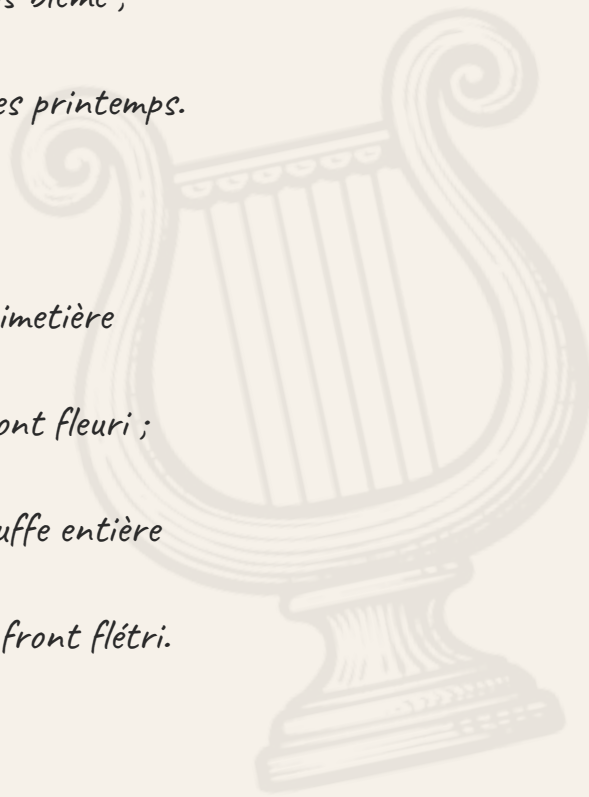 blême ;
es printemps.
imetière
ont fleuri ;
uffe entière
front flétri.